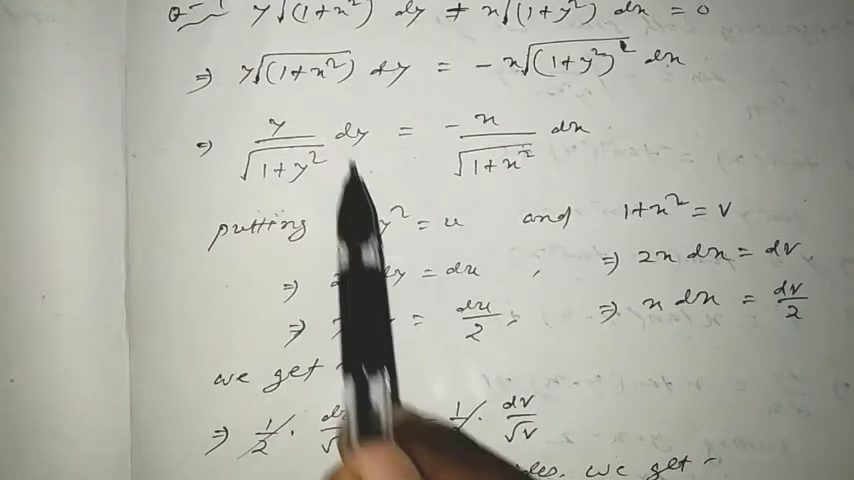 y√(1+x²) dy + x√(1+y²) dx = 0
⇒ y√(1+x²) dy = -x√(1+y²) dx
⇒ y/√(1+y²) dy = -x/√(1+x²) dx
putting y² = u and 1+x² = v
⇒ dy = du , ⇒ 2x dx = dv.
⇒ = du/2 , ⇒ x dx = dv/2
we get
⇒ 1/2 · 1/2 · dv/√v
we get